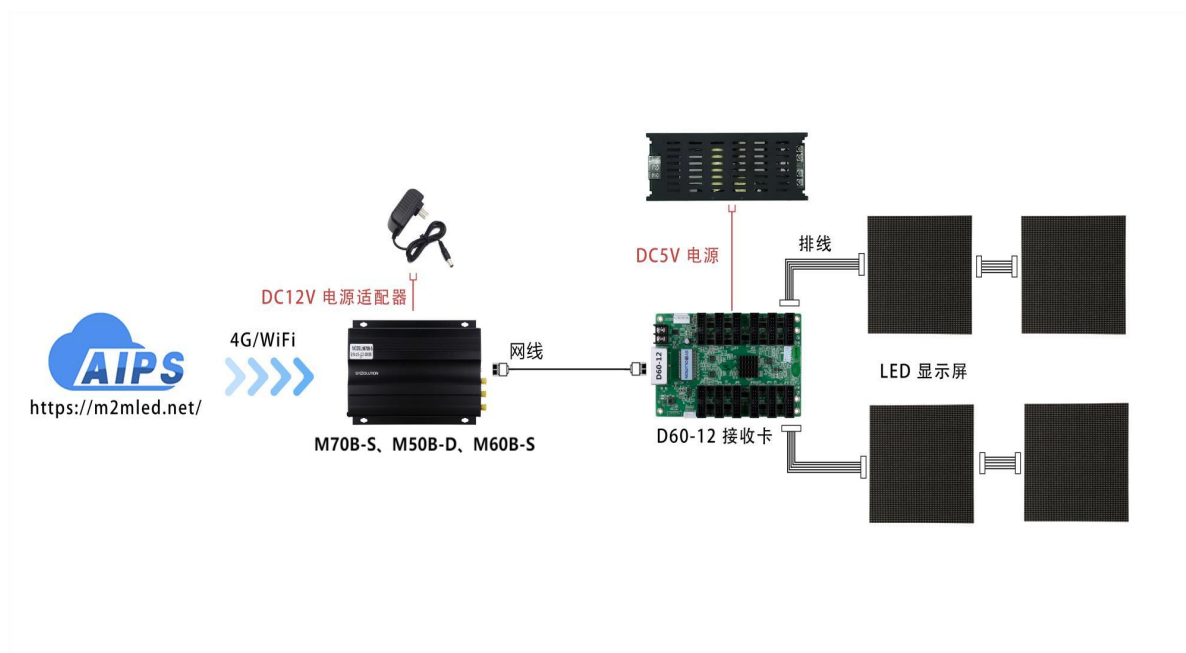 DC5V 电源
排线
DC12V 电源适配器
4G/WiFi
AIPS
https://m2mled.net/
网线
D60-12
LED 显示屏
D60-12 接收卡
M70B-S、M50B-D、M60B-S